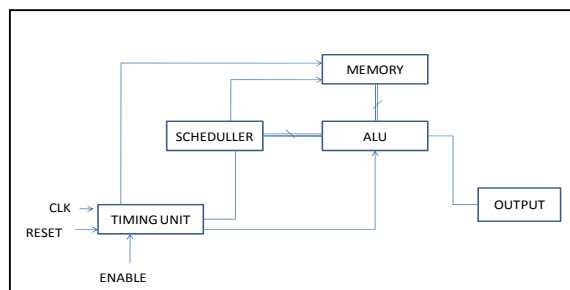 MEMORY
SCHEDULLER
ALU
CLK
TIMING UNIT
OUTPUT
RESET
ENABLE